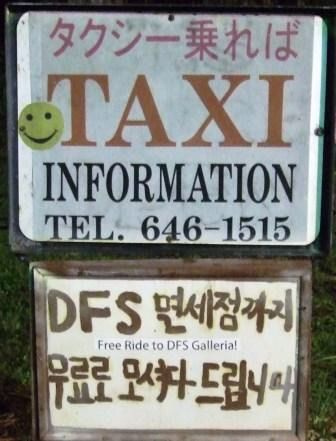 タクシー乗れば
TAXI
INFORMATION
TEL. 646-1515
DFS 면세점까지
Free Ride to DFS Galleria!
무료로 모셔다 드립니다